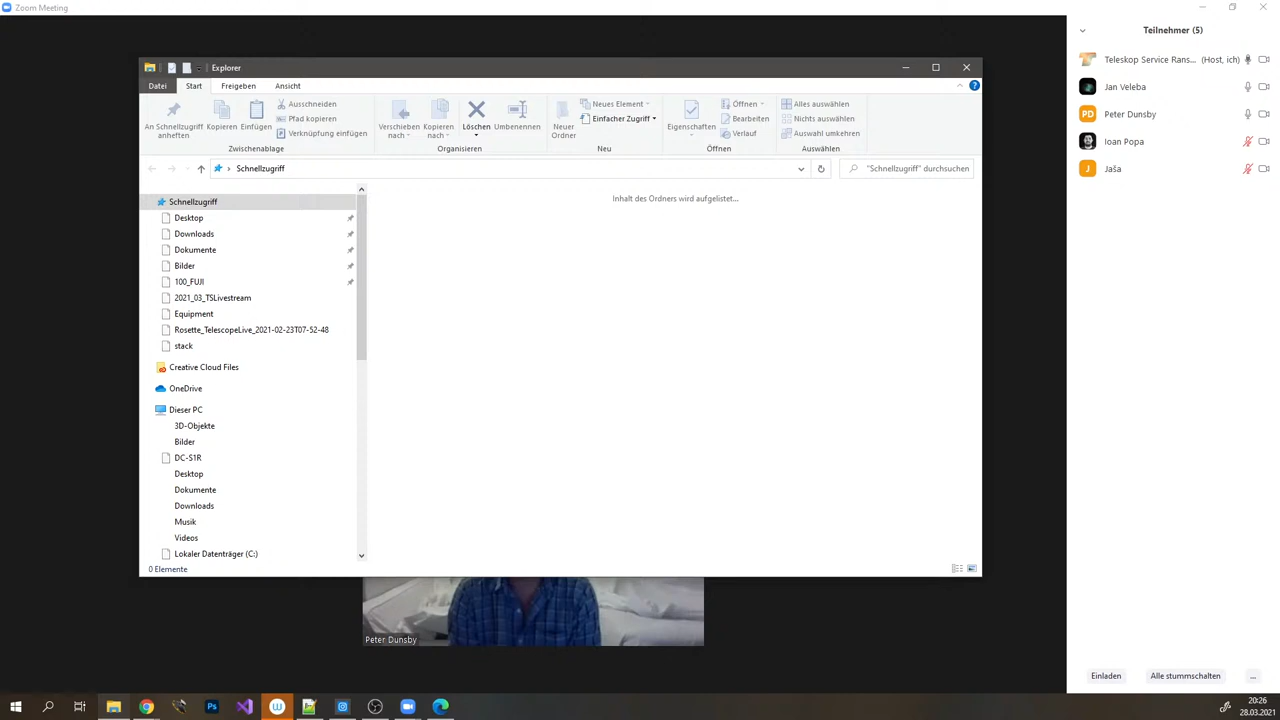 Zoom Meeting
Teilnehmer (5)
Teleskop Service Rans... (Host, ich)
Jan Veleba
PD Peter Dunsby
Ioan Popa
J Jaša
Explorer
Datei Start Freigeben Ansicht
An Schnellzugriff anheften
Kopieren
Einfügen
Ausschneiden
Pfad kopieren
Verknüpfung einfügen
Zwischenablage
Verschieben nach
Kopieren nach
Löschen
Umbenennen
Organisieren
Neuer Ordner
Neues Element
Einfacher Zugriff
Neu
Eigenschaften
Öffnen
Bearbeiten
Verlauf
Öffnen
Alles auswählen
Nichts auswählen
Auswahl umkehren
Auswählen
Schnellzugriff
"Schnellzugriff" durchsuchen
Inhalt des Ordners wird aufgelistet...
Schnellzugriff
Desktop
Downloads
Dokumente
Bilder
100_FUJI
2021_03_TSLivestream
Equipment
Rosette_TelescopeLive_2021-02-23T07-52-48
stack
Creative Cloud Files
OneDrive
Dieser PC
3D-Objekte
Bilder
DC-S1R
Desktop
Dokumente
Downloads
Musik
Videos
Lokaler Datenträger (C:)
0 Elemente
Peter Dunsby
Einladen Alle stummschalten ...
20:26
28.03.2021